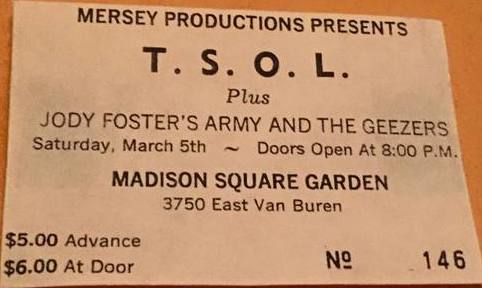 MERSEY PRODUCTIONS PRESENTS
T. S. O. L.
Plus
JODY FOSTER'S ARMY AND THE GEEZERS
Saturday, March 5th ~ Doors Open At 8:00 P.M.
MADISON SQUARE GARDEN
3750 East Van Buren
$5.00 Advance
$6.00 At Door
Nº 146